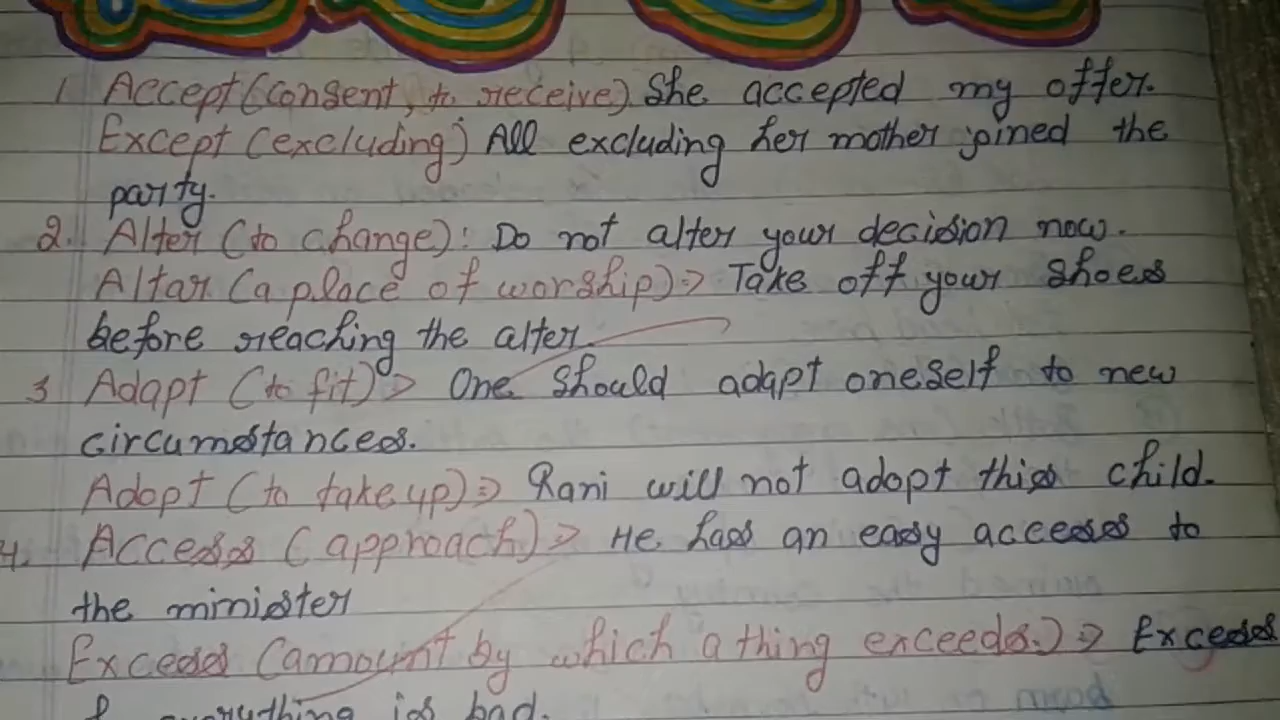 1 Accept (consent, to receive) She accepted my offer.
Except (excluding) All excluding her mother joined the
party.
2. Alter (to change): Do not alter your decision now.
Altar (a place of worship) => Take off your shoes
before reaching the alter
3 Adapt (to fit) => One should adapt oneself to new
circumstances.
Adopt (to take up) => Rani will not adopt this child.
4. Access (approach) => He has an easy access to
the minister
Excess (amount by which a thing exceeds.) => Excess
everything is bad.